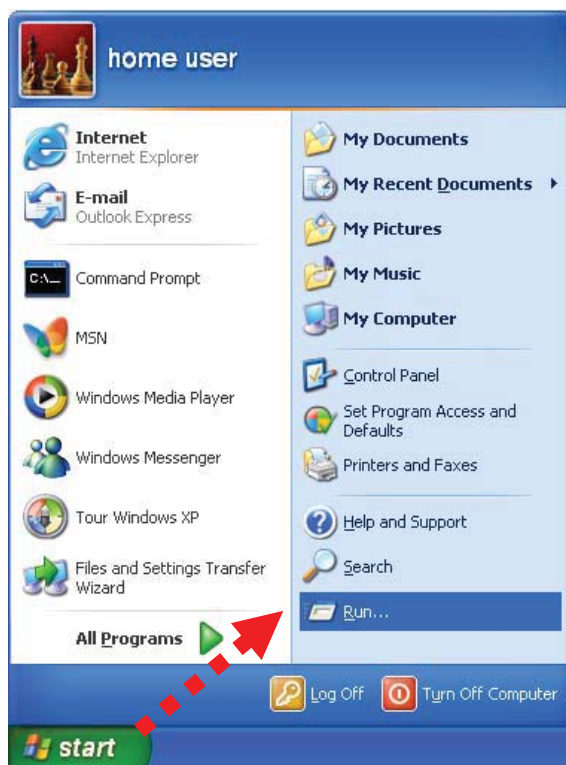 home user
Internet
Internet Explorer
E-mail
Outlook Express
C:\_
Command Prompt
MSN
Windows Media Player
Windows Messenger
Tour Windows XP
Files and Settings Transfer
Wizard
All Programs
My Documents
My Recent Documents
My Pictures
My Music
My Computer
Control Panel
Set Program Access and
Defaults
Printers and Faxes
Help and Support
Search
Run...
Log Off
Turn Off Computer
start